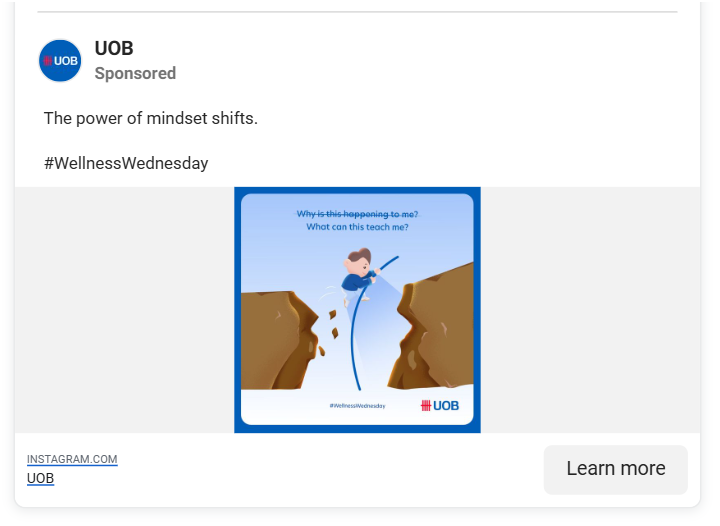 UOB
UOB
Sponsored
The power of mindset shifts.
#WellnessWednesday
Why is this happening to me?
What can this teach me?
#WellnessWednesday
UOB
INSTAGRAM.COM
UOB
Learn more